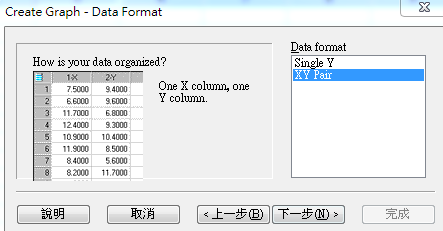 Create Graph - Data Format
How is your data organized?
1-X 2-Y
1 7.5000 9.4000
2 6.6000 9.6000
3 11.7000 6.8000
4 12.4000 9.3000
5 10.9000 10.4000
6 11.9000 8.5000
7 8.4000 5.6000
8 8.2000 11.7000
One X column, one
Y column.
Data format
Single Y
XY Pair
說明 取消 <上一步(B) 下一步(N)> 完成